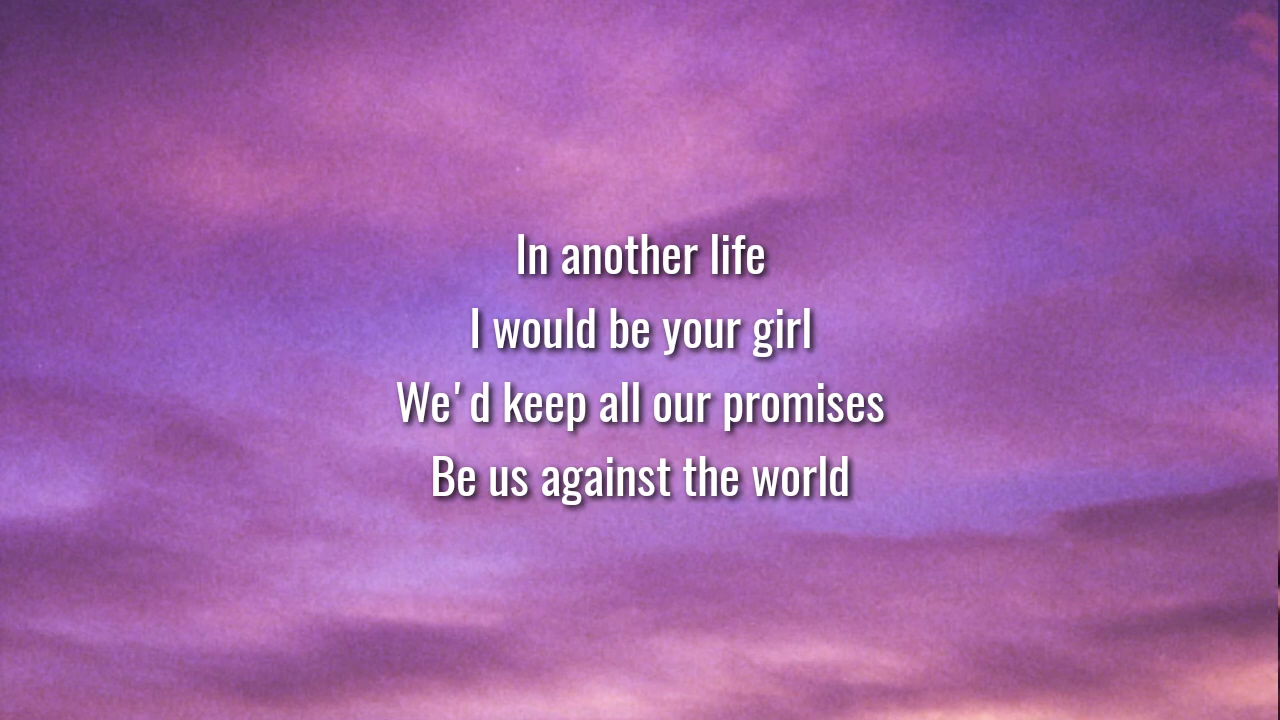 In another life
I would be your girl
We'd keep all our promises
Be us against the world